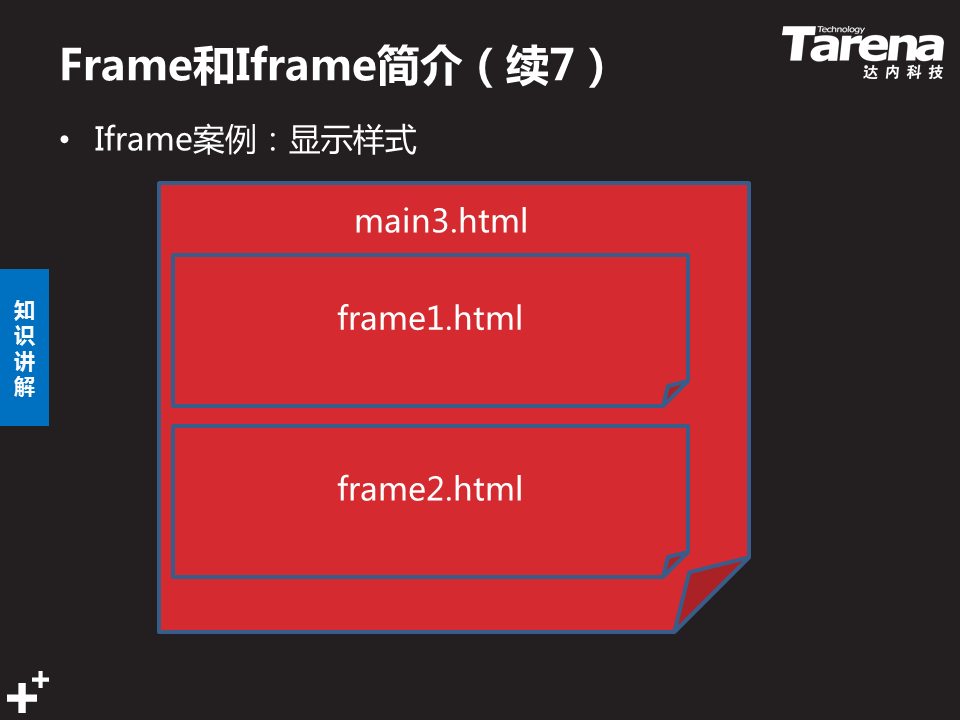 Frame和Iframe简介（续7）
Technology
Tarena
达内科技
• Iframe案例：显示样式
main3.html
frame1.html
知识讲解
frame2.html